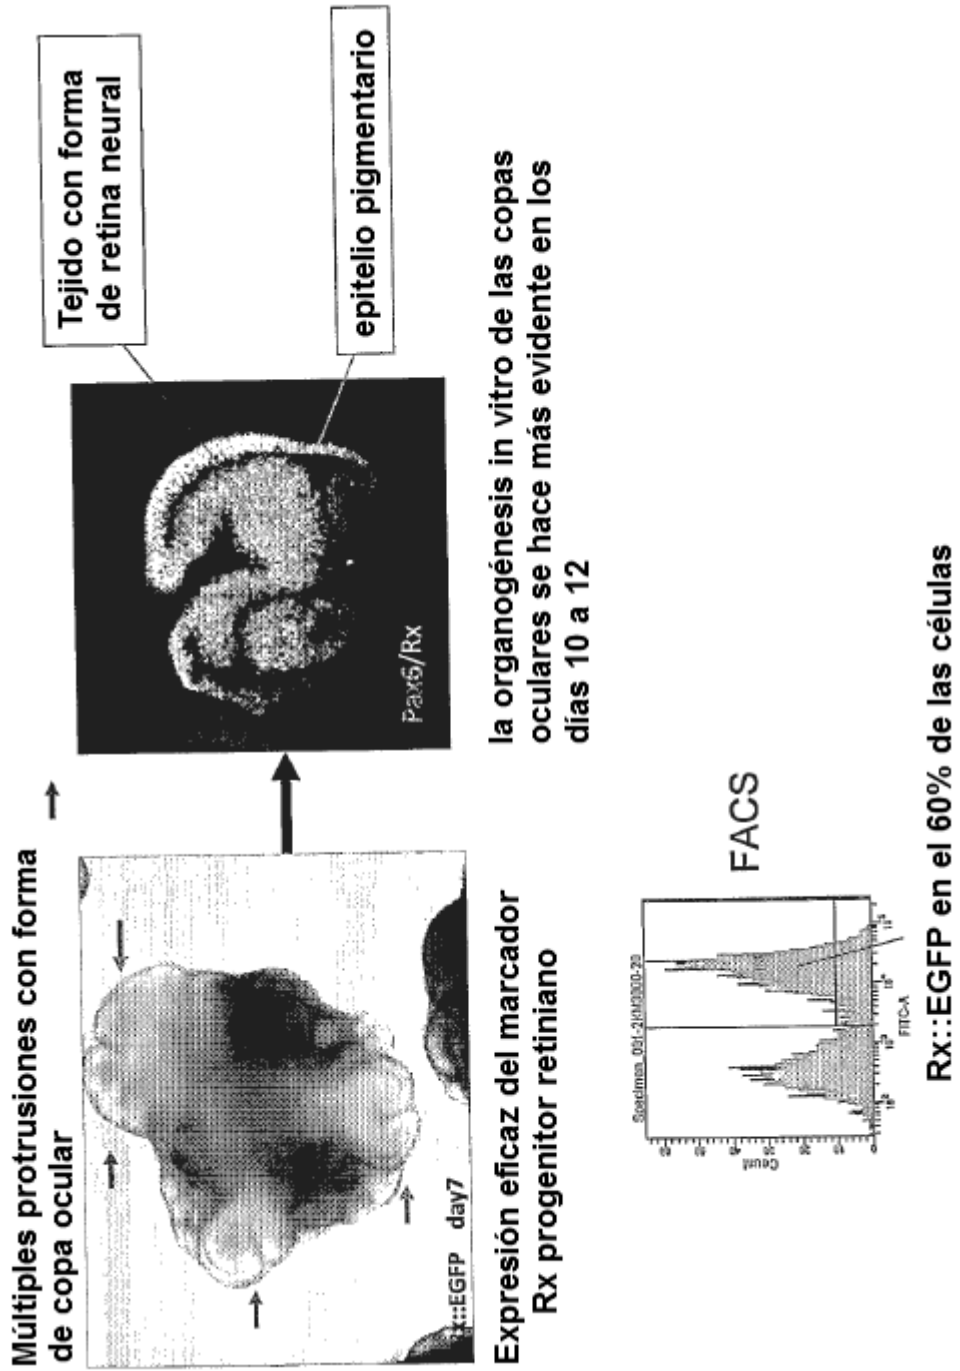 Múltiples protrusiones con forma
de copa ocular
x::EGFP day7
Expresión eficaz del marcador
Rx progenitor retiniano
Tejido con forma
de retina neural
epitelio pigmentario
Pax6/Rx
la organogénesis in vitro de las copas
oculares se hace más evidente en los
días 10 a 12
FACS
Count
FITC-A
Rx::EGFP en el 60% de las células